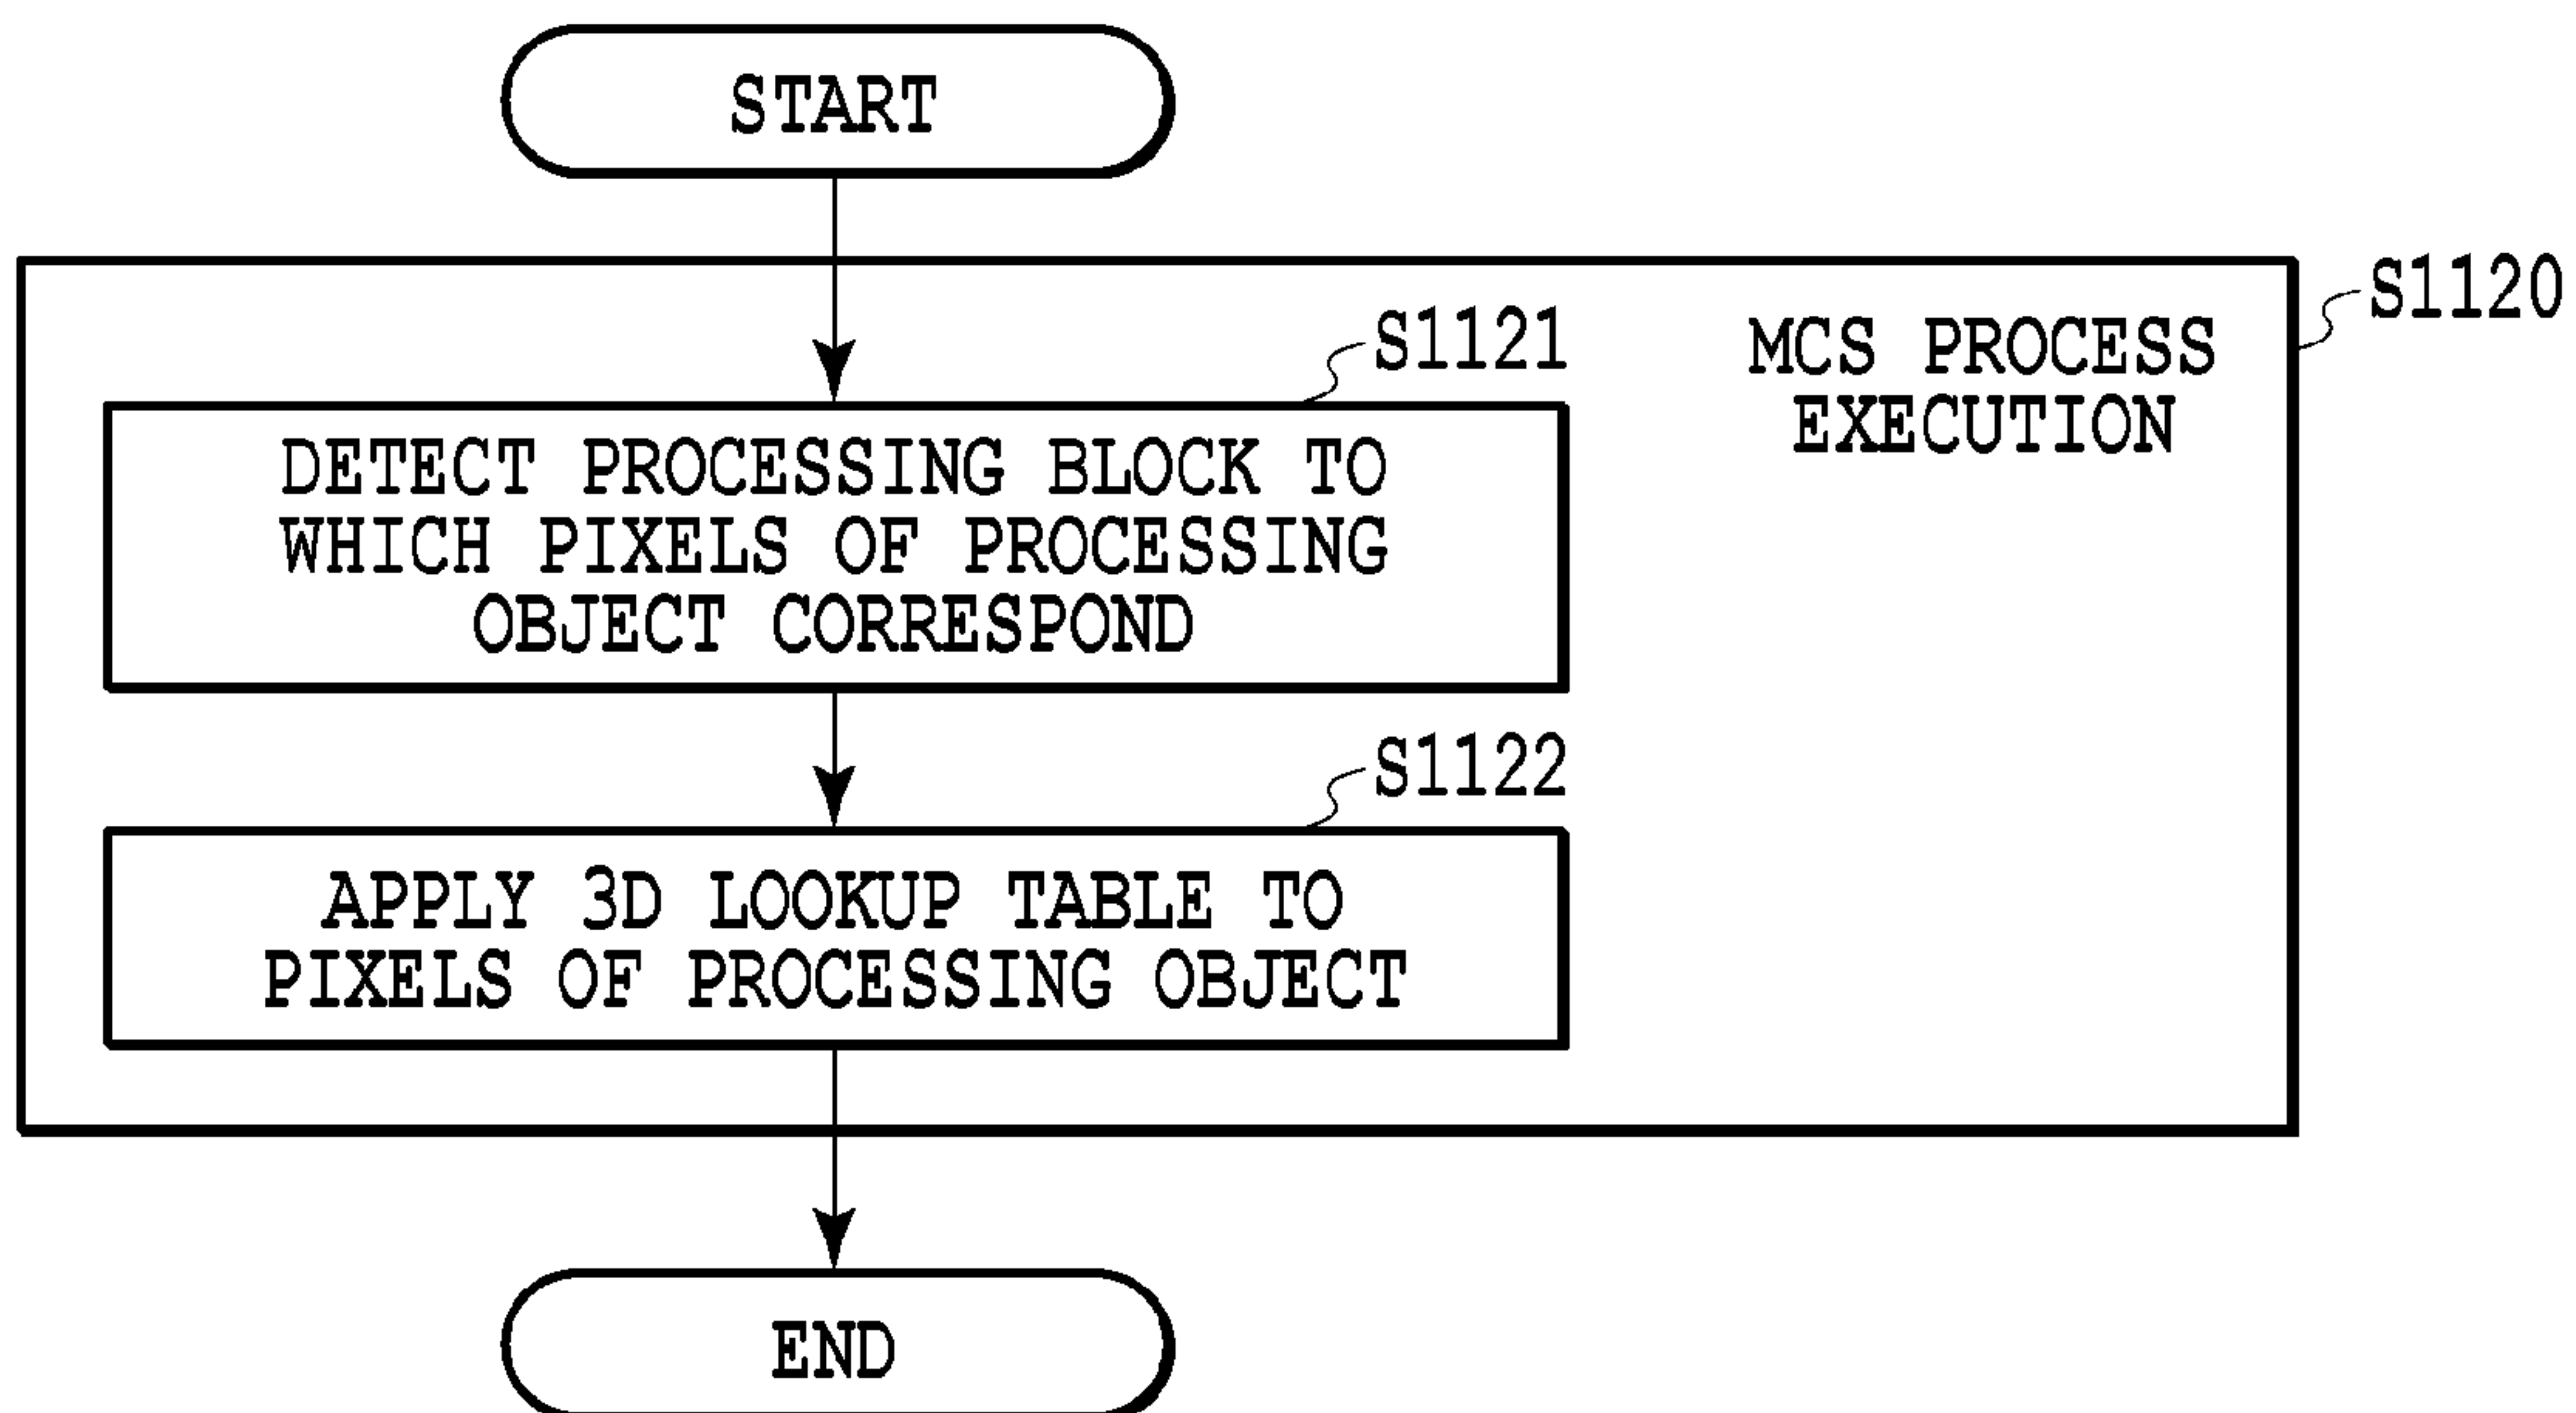 START
S1120
MCS PROCESS
EXECUTION
S1121
DETECT PROCESSING BLOCK TO
WHICH PIXELS OF PROCESSING
OBJECT CORRESPOND
S1122
APPLY 3D LOOKUP TABLE TO
PIXELS OF PROCESSING OBJECT
END